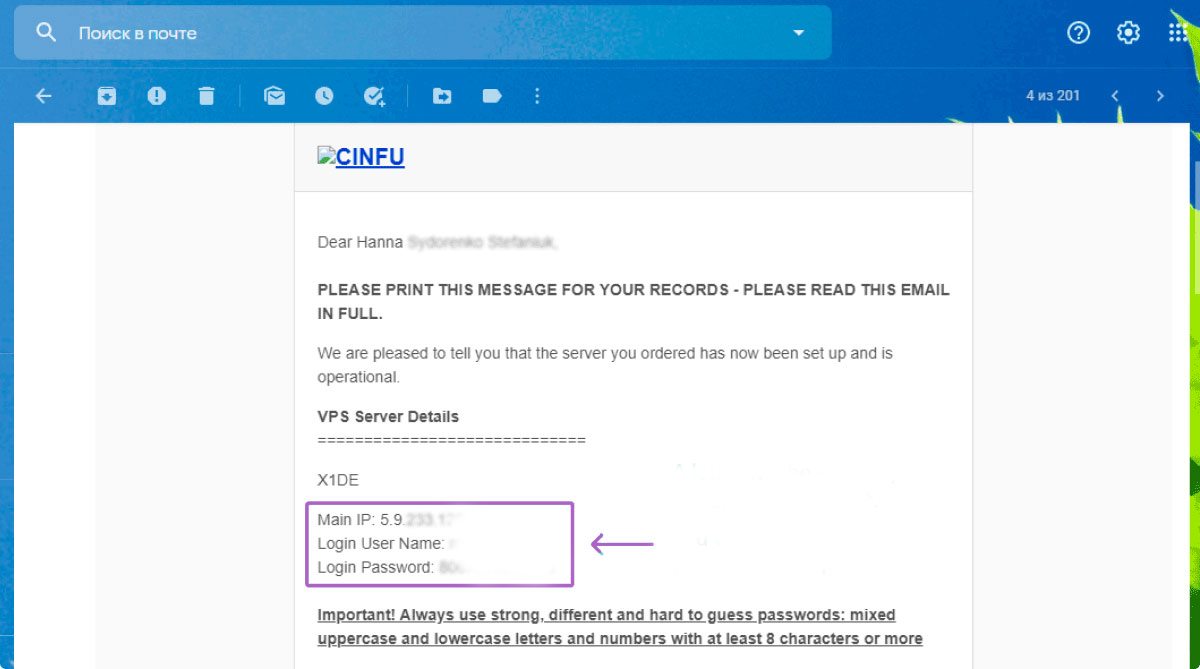 Поиск в почте
4 из 201
CINFU
Dear Hanna
PLEASE PRINT THIS MESSAGE FOR YOUR RECORDS - PLEASE READ THIS EMAIL
IN FULL.
We are pleased to tell you that the server you ordered has now been set up and is
operational.
VPS Server Details
=============================
X1DE
Main IP: 5.9.
Login User Name:
Login Password:
Important! Always use strong, different and hard to guess passwords: mixed
uppercase and lowercase letters and numbers with at least 8 characters or more